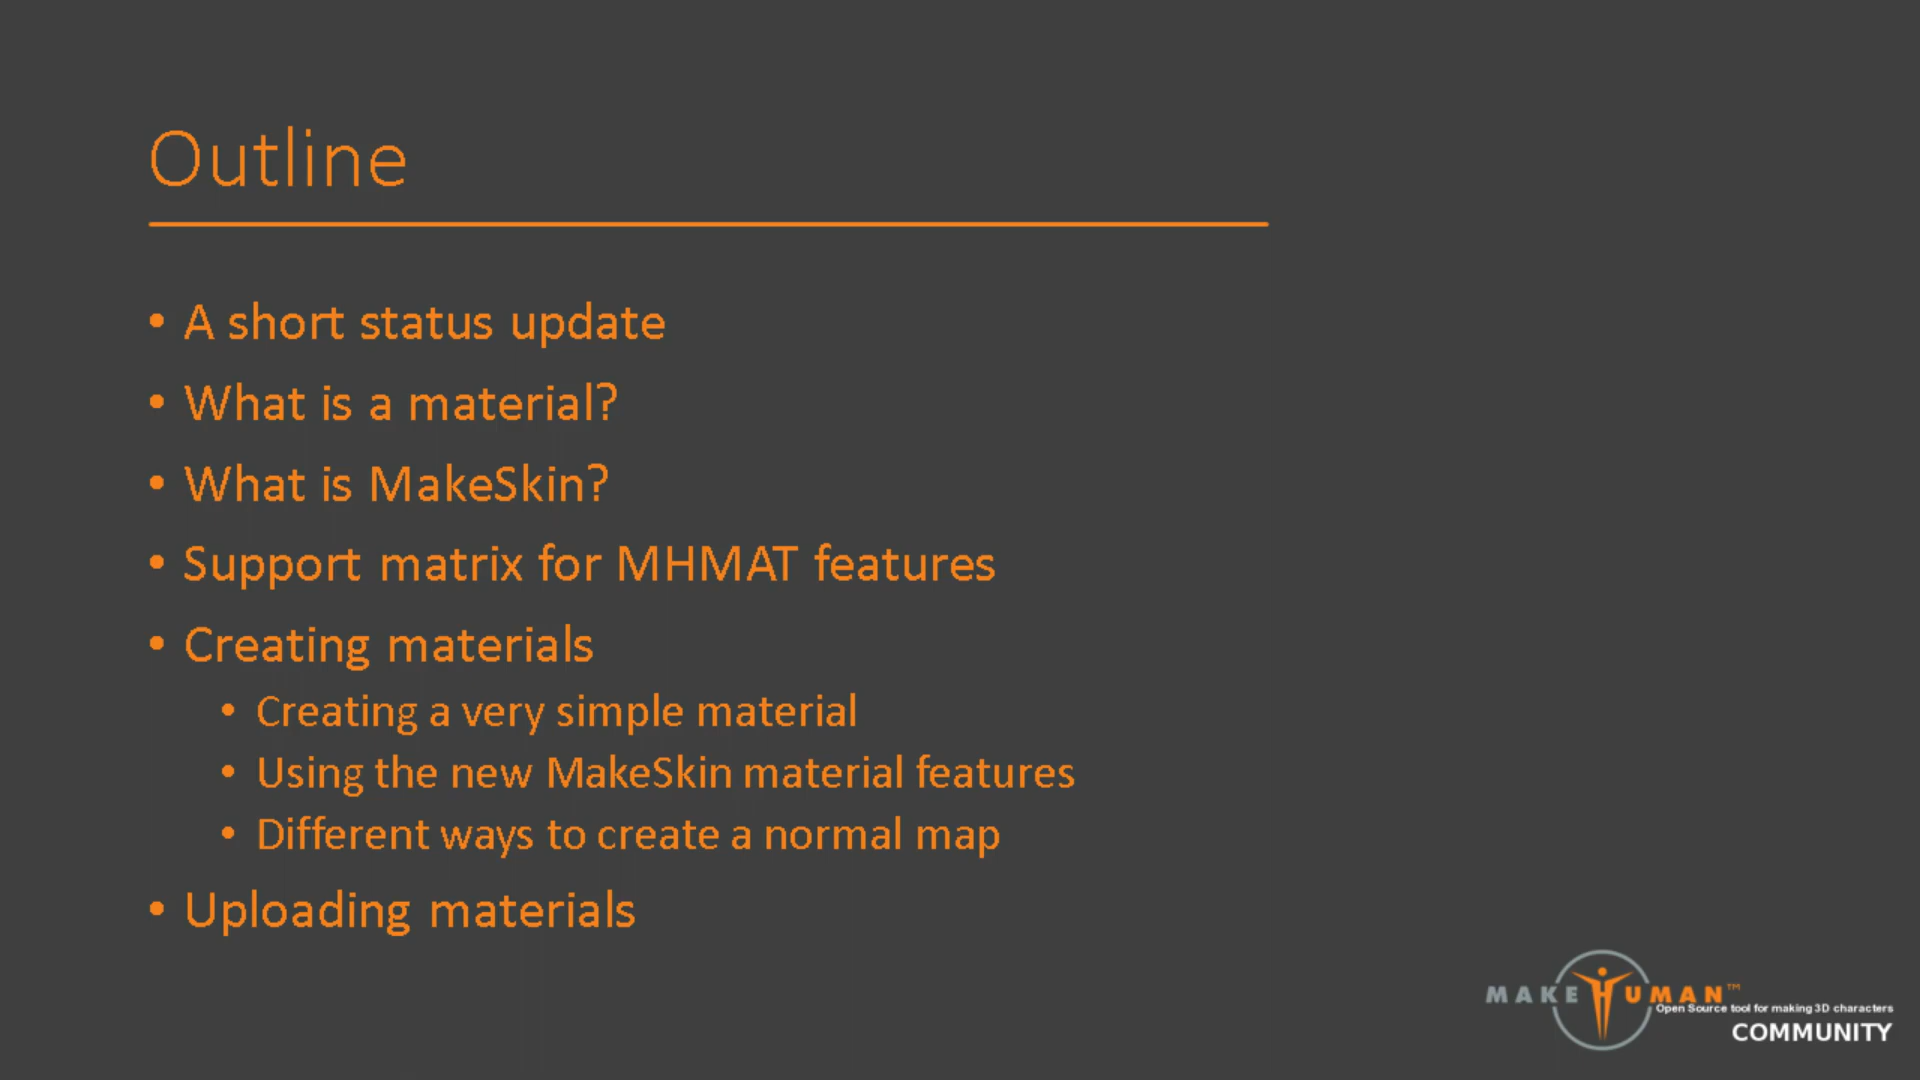 Outline
• A short status update
• What is a material?
• What is MakeSkin?
• Support matrix for MHMAT features
• Creating materials
• Creating a very simple material
• Using the new MakeSkin material features
• Different ways to create a normal map
• Uploading materials
MAKEHUMAN™
Open Source tool for making 3D characters
COMMUNITY